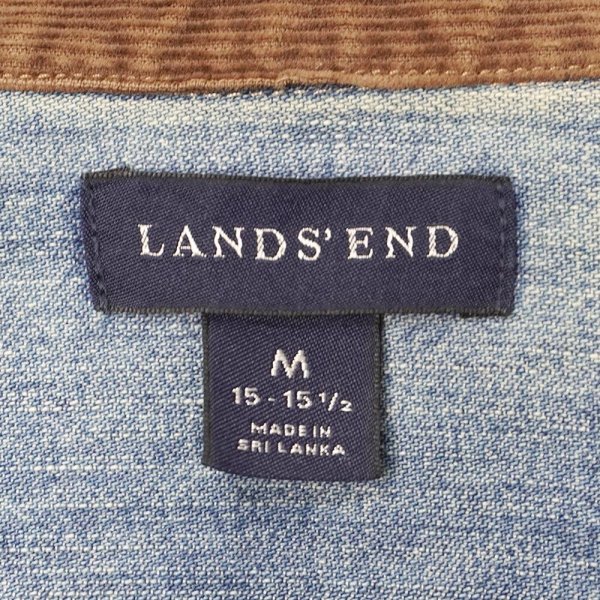 LANDS' END
M
15 - 15 1/2
MADE IN
SRI LANKA